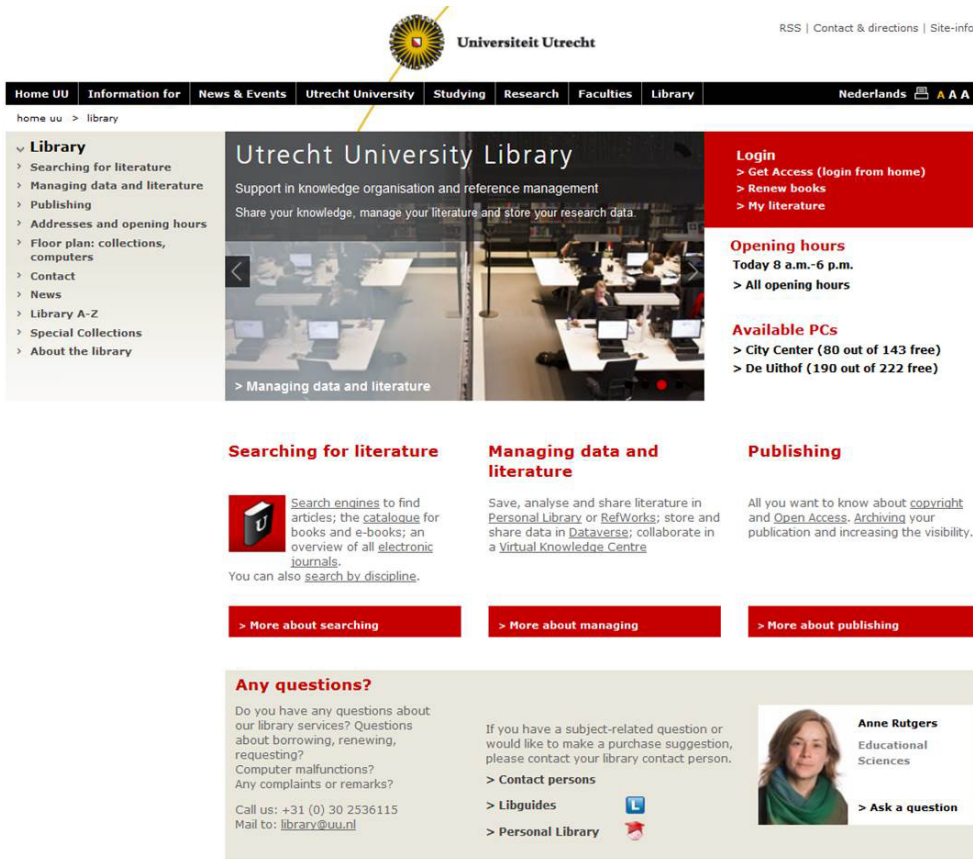 Universiteit Utrecht
RSS | Contact & directions | Site-info
Home UU | Information for | News & Events | Utrecht University | Studying | Research | Faculties | Library
Nederlands A A A
home uu > library
Library
Searching for literature
Managing data and literature
Publishing
Addresses and opening hours
Floor plan: collections,
computers
Contact
News
Library A-Z
Special Collections
About the library
Utrecht University Library
Support in knowledge organisation and reference management
Share your knowledge, manage your literature and store your research data.
> Managing data and literature
Login
> Get Access (login from home)
> Renew books
> My literature
Opening hours
Today 8 a.m.-6 p.m.
> All opening hours
Available PCs
> City Center (80 out of 143 free)
> De Uithof (190 out of 222 free)
Searching for literature
U
Search engines to find
articles; the catalogue for
books and e-books; an
overview of all electronic
journals.
You can also search by discipline.
> More about searching
Managing data and
literature
Save, analyse and share literature in
Personal Library or RefWorks; store and
share data in Dataverse; collaborate in
a Virtual Knowledge Centre
> More about managing
Publishing
All you want to know about copyright
and Open Access. Archiving your
publication and increasing the visibility.
> More about publishing
Any questions?
Do you have any questions about
our library services? Questions
about borrowing, renewing,
requesting?
Computer malfunctions?
Any complaints or remarks?
Call us: +31 (0) 30 2536115
Mail to: library@uu.nl
If you have a subject-related question or
would like to make a purchase suggestion,
please contact your library contact person.
> Contact persons
> Libguides
L
> Personal Library
Anne Rutgers
Educational
Sciences
> Ask a question